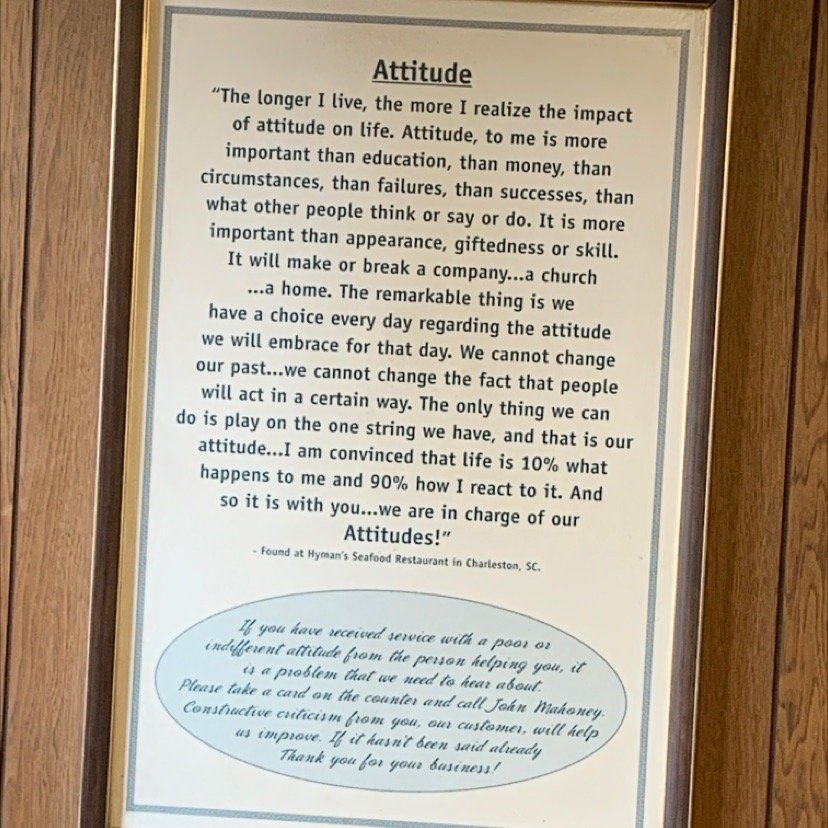 Attitude
“The longer I live, the more I realize the impact
of attitude on life. Attitude, to me is more
important than education, than money, than
circumstances, than failures, than successes, than
what other people think or say or do. It is more
important than appearance, giftedness or skill.
It will make or break a company...a church
...a home. The remarkable thing is we
have a choice every day regarding the attitude
we will embrace for that day. We cannot change
our past...we cannot change the fact that people
will act in a certain way. The only thing we can
do is play on the one string we have, and that is our
attitude...I am convinced that life is 10% what
happens to me and 90% how I react to it. And
so it is with you...we are in charge of our
Attitudes!”
- Found at Hyman's Seafood Restaurant in Charleston, SC.
If you have received service with a poor or
indifferent attitude from the person helping you, it
is a problem that we need to hear about.
Please take a card on the counter and call John Mahoney.
Constructive criticism from you, our customer, will help
us improve. If it hasn't been said already
Thank you for your business!